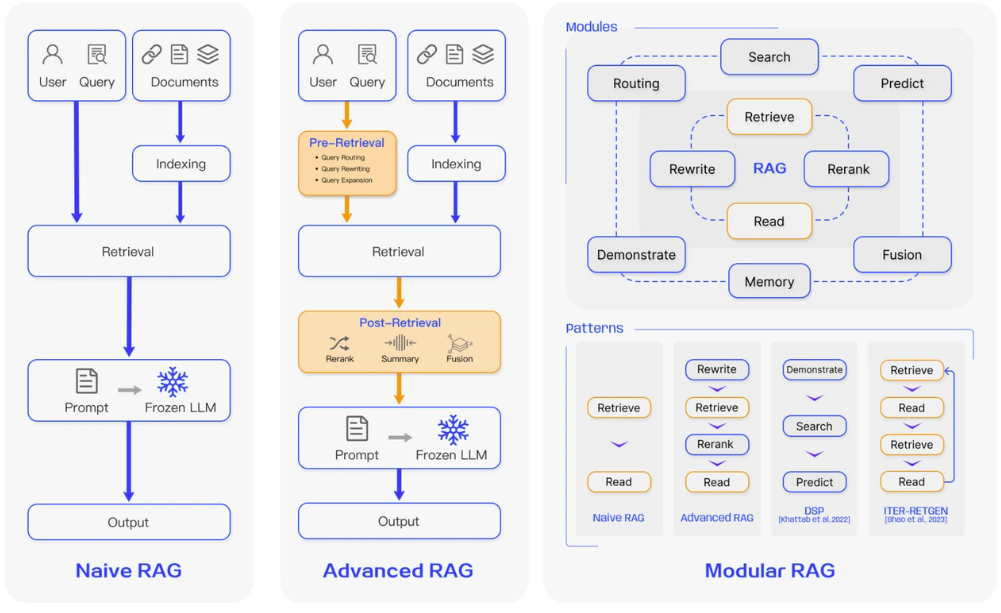 User Query
Documents
Indexing
Retrieval
Prompt
Frozen LLM
Output
Naive RAG
User Query
Documents
Pre-Retrieval
• Query Routing
• Query Rewriting
• Query Expansion
Indexing
Retrieval
Post-Retrieval
Rerank
Summary
Fusion
Prompt
Frozen LLM
Output
Advanced RAG
Modules
Search
Routing
Predict
Retrieve
Rewrite
RAG
Rerank
Read
Demonstrate
Fusion
Memory
Patterns
Retrieve
Read
Naive RAG
Rewrite
Retrieve
Rerank
Read
Advanced RAG
Demonstrate
Search
Predict
DSP
[Khattab et al.,2022]
Retrieve
Read
Retrieve
Read
ITER-RETGEN
[Shao et al., 2023]
Modular RAG